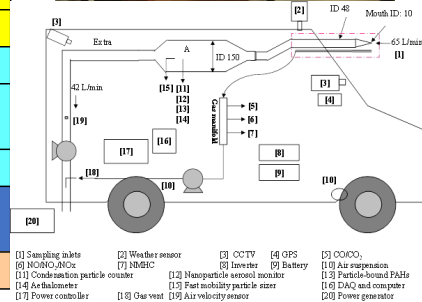 [2]
ID 48
Mouth ID: 10
[3]
Extra
A
ID 150
65 L/min
[1]
42 L/min
[15] [11]
[12]
[13]
[14]
[3]
[4]
[19]
Gas manifold
[5]
[6]
[7]
[17]
[16]
[8]
[9]
[18]
[10]
[10]
[20]
[1] Sampling inlets [2] Weather sensor [3] CCTV [4] GPS [5] CO/CO₂
[6] NO/NO₂/NOx [7] NMHC [8] Inverter [9] Battery [10] Air suspension
[11] Condensation particle counter [12] Nanoparticle aerosol monitor [13] Particle-bound PAHs
[14] Aethalometer [15] Fast mobility particle sizer [16] DAQ and computer
[17] Power controller [18] Gas vent [19] Air velocity sensor [20] Power generator